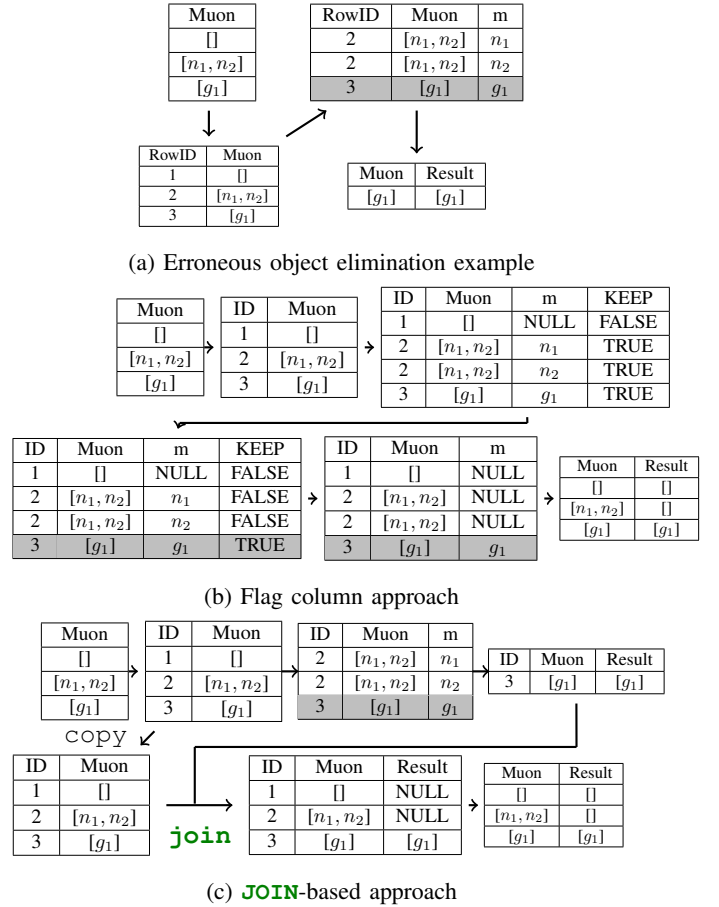 Muon
[]
[n₁, n₂]
[g₁]
RowID Muon m
2 [n₁, n₂] n₁
2 [n₁, n₂] n₂
3 [g₁] g₁
RowID Muon
1 []
2 [n₁, n₂]
3 [g₁]
Muon Result
[g₁] [g₁]
(a) Erroneous object elimination example
Muon
[]
[n₁, n₂]
[g₁]
ID Muon
1 []
2 [n₁, n₂]
3 [g₁]
ID Muon m KEEP
1 [] NULL FALSE
2 [n₁, n₂] n₁ TRUE
2 [n₁, n₂] n₂ TRUE
3 [g₁] g₁ TRUE
ID Muon m KEEP
1 [] NULL FALSE
2 [n₁, n₂] n₁ FALSE
2 [n₁, n₂] n₂ FALSE
3 [g₁] g₁ TRUE
ID Muon m
1 [] NULL
2 [n₁, n₂] NULL
2 [n₁, n₂] NULL
3 [g₁] g₁
Muon Result
[] []
[n₁, n₂] []
[g₁] [g₁]
(b) Flag column approach
Muon
[]
[n₁, n₂]
[g₁]
ID Muon
1 []
2 [n₁, n₂]
3 [g₁]
ID Muon m
2 [n₁, n₂] n₁
2 [n₁, n₂] n₂
3 [g₁] g₁
ID Muon Result
3 [g₁] [g₁]
copy
ID Muon
1 []
2 [n₁, n₂]
3 [g₁]
join
ID Muon Result
1 [] NULL
2 [n₁, n₂] NULL
3 [g₁] [g₁]
Muon Result
[] []
[n₁, n₂] []
[g₁] [g₁]
(c) JOIN-based approach